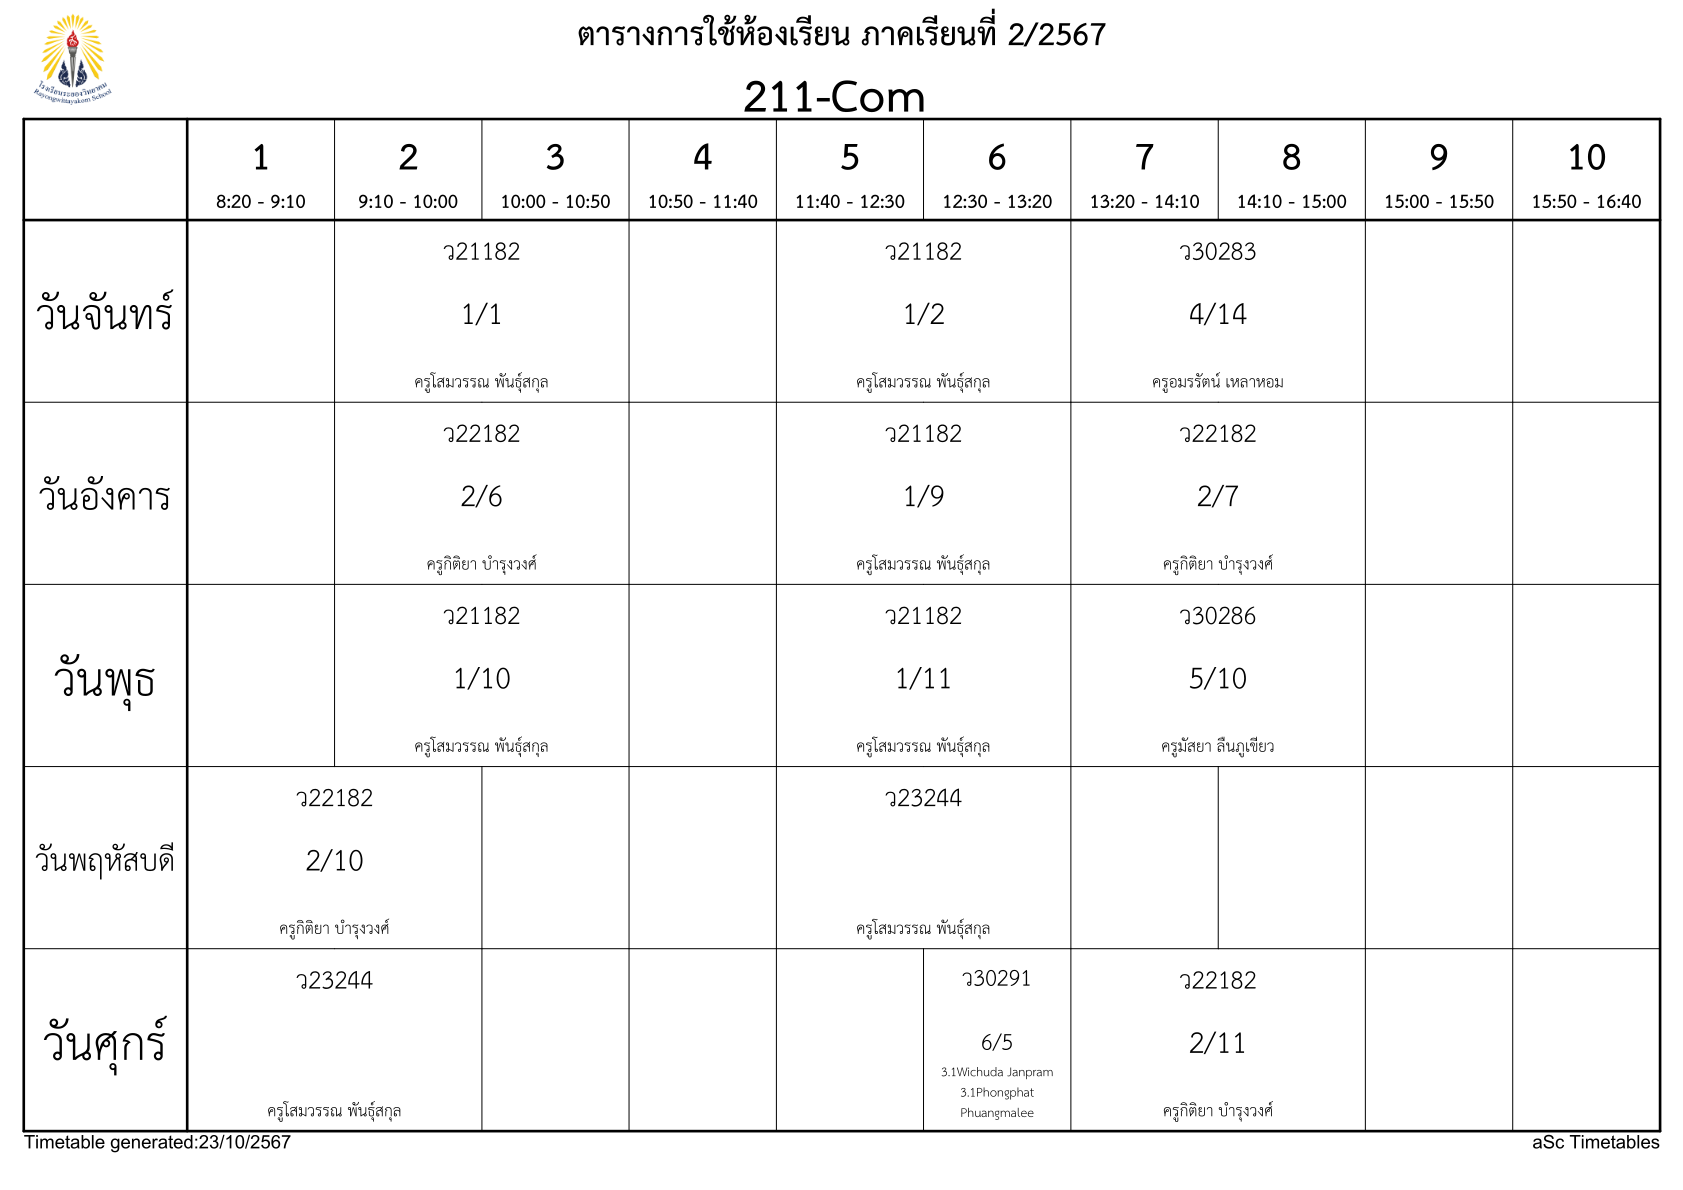 ตารางการใช้ห้องเรียน ภาคเรียนที่ 2/2567
โรงเรียนระยองวิทยาคม
Rayongwittayakom School
211-Com
1 2 3 4 5 6 7 8 9 10
8:20 - 9:10 9:10 - 10:00 10:00 - 10:50 10:50 - 11:40 11:40 - 12:30 12:30 - 13:20 13:20 - 14:10 14:10 - 15:00 15:00 - 15:50 15:50 - 16:40
วันจันทร์
ว21182
1/1
ครูโสมวรรณ พันธุ์สกุล
ว21182
1/2
ครูโสมวรรณ พันธุ์สกุล
ว30283
4/14
ครูอมรรัตน์ เหลาหอม
วันอังคาร
ว22182
2/6
ครูกิติยา บำรุงวงศ์
ว21182
1/9
ครูโสมวรรณ พันธุ์สกุล
ว22182
2/7
ครูกิติยา บำรุงวงศ์
วันพุธ
ว21182
1/10
ครูโสมวรรณ พันธุ์สกุล
ว21182
1/11
ครูโสมวรรณ พันธุ์สกุล
ว30286
5/10
ครูมัสยา ลืนภูเขียว
วันพฤหัสบดี
ว22182
2/10
ครูกิติยา บำรุงวงศ์
ว23244
ครูโสมวรรณ พันธุ์สกุล
วันศุกร์
ว23244
ครูโสมวรรณ พันธุ์สกุล
ว30291
6/5
3.1Wichuda Janpram
3.1Phongphat
Phuangmalee
ว22182
2/11
ครูกิติยา บำรุงวงศ์
Timetable generated:23/10/2567
aSc Timetables